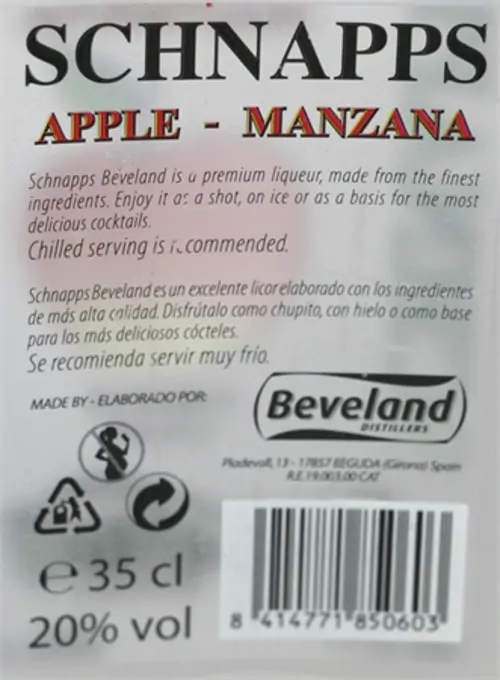 SCHNAPPS
APPLE - MANZANA
Schnapps Beveland is a premium liqueur, made from the finest
ingredients. Enjoy it as a shot, on ice or as a basis for the most
delicious cocktails.
Chilled serving is recommended.
Schnapps Beveland es un excelente licor elaborado con los ingredientes
de más alta calidad. Disfrútalo como chupito, con hielo o como base
para los más deliciosos cócteles.
Se recomienda servir muy frío.
MADE BY - ELABORADO POR:
Beveland
DISTILLERS
Pladevall, 13 - 17857 BEGUDA (Girona) Spain
R.E.19.003.00 CAT
e 35 cl
20% vol
8 414771 850603